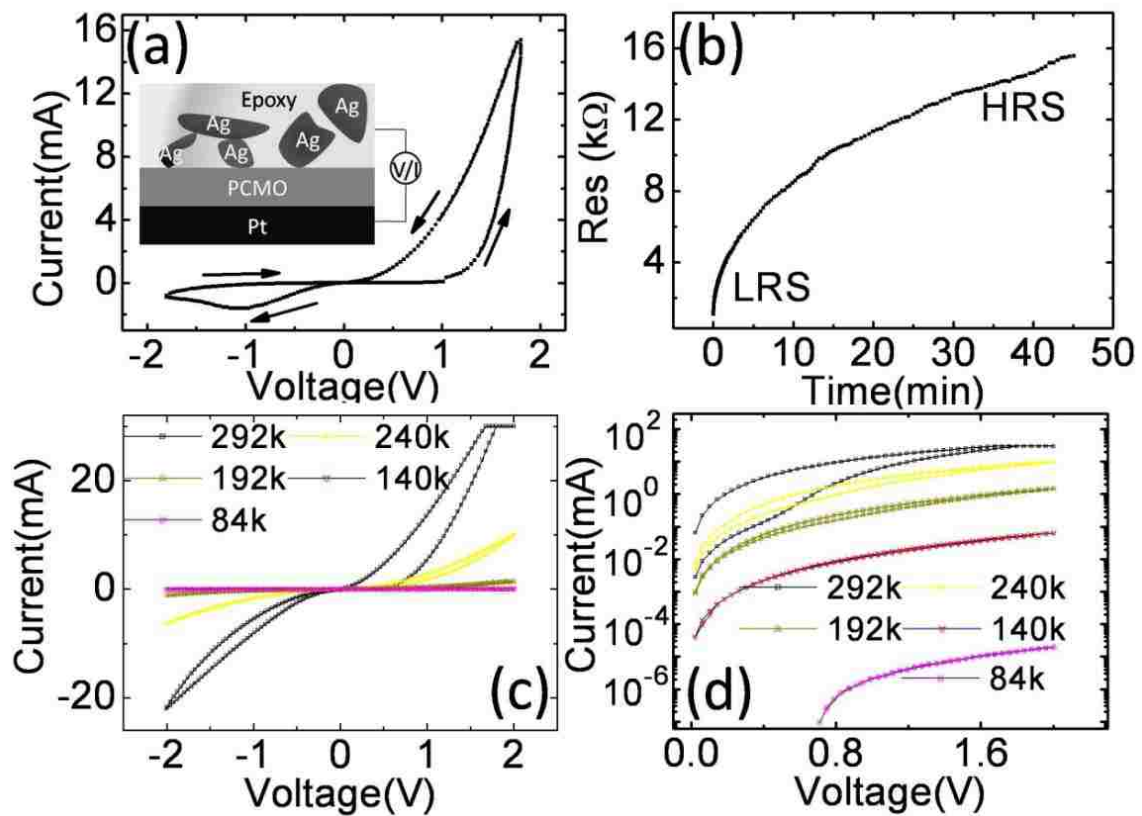 (a)
16
12
8
4
0
Current(mA)
Epoxy
Ag
Ag
Ag
Ag
Ag
PCMO
Pt
V/I
-2 -1 0 1 2
Voltage(V)
(b)
16
12
8
4
Res (kΩ)
HRS
LRS
0 10 20 30 40 50
Time(min)
292k 240k
192k 140k
84k
20
0
-20
Current(mA)
(c)
-2 -1 0 1 2
Voltage(V)
10^2
10^0
10^-2
10^-4
10^-6
Current(mA)
292k 240k
192k 140k
84k
(d)
0.0 0.8 1.6
Voltage(V)